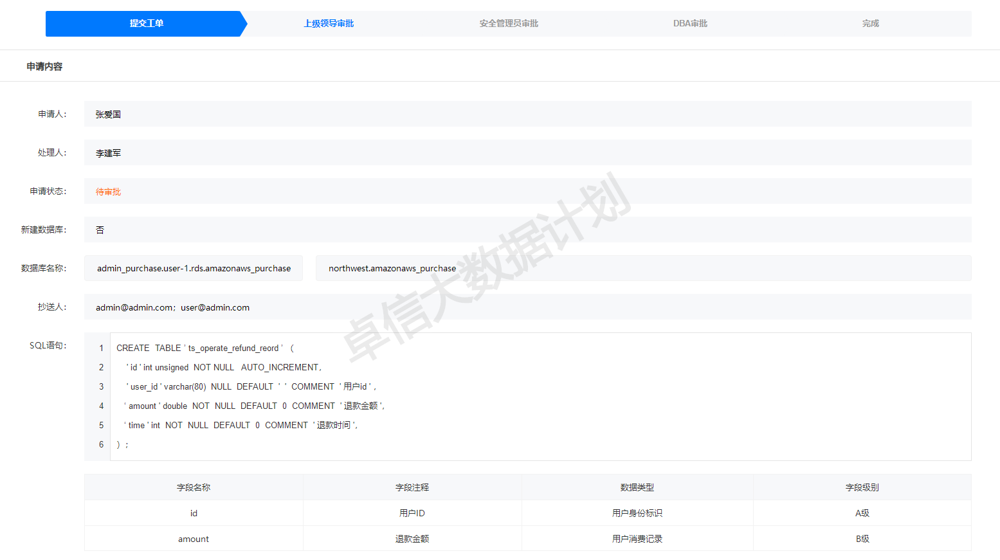 提交工单 上级领导审批 安全管理员审批 DBA审批 完成
申请内容
申请人： 张爱国
处理人： 李建军
申请状态： 待审批
新建数据库： 否
数据库名称： admin_purchase.user-1.rds.amazonaws_purchase northwest.amazonaws_purchase
抄送人： admin@admin.com；user@admin.com
SQL语句：
1 CREATE TABLE ' ts_operate_refund_reord ' （
2 ' id ' int unsigned NOT NULL AUTO_INCREMENT，
3 ' user_id ' varchar(80) NULL DEFAULT ' ' COMMENT ' 用户id '，
4 ' amount ' double NOT NULL DEFAULT 0 COMMENT ' 退款金额 ',
5 ' time ' int NOT NULL DEFAULT 0 COMMENT ' 退款时间 ',
6 ）；
字段名称 字段注释 数据类型 字段级别
id 用户ID 用户身份标识 A级
amount 退款金额 用户消费记录 B级
卓信大数据计划